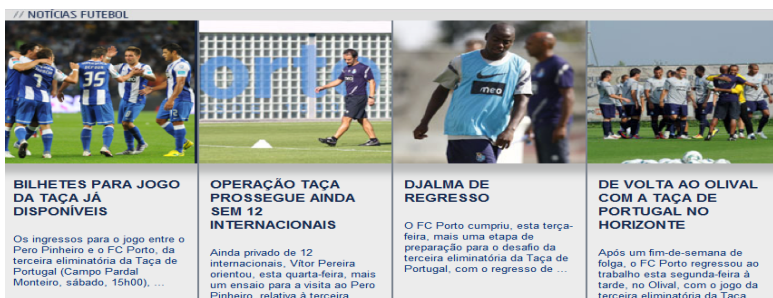 // NOTÍCIAS FUTEBOL
7
35
orto
meo
BILHETES PARA JOGO
DA TAÇA JÁ
DISPONÍVEIS
Os ingressos para o jogo entre o
Pero Pinheiro e o FC Porto, da
terceira eliminatória da Taça de
Portugal (Campo Pardal
Monteiro, sábado, 15h00), ...
OPERAÇÃO TAÇA
PROSSEGUE AINDA
SEM 12
INTERNACIONAIS
Ainda privado de 12
internacionais, Vítor Pereira
orientou, esta quarta-feira, mais
um ensaio para a visita ao Pero
Pinheiro, relativa à terceira
DJALMA DE
REGRESSO
O FC Porto cumpriu, esta terça-
feira, mais uma etapa de
preparação para o desafio da
terceira eliminatória da Taça de
Portugal, com o regresso de ...
DE VOLTA AO OLIVAL
COM A TAÇA DE
PORTUGAL NO
HORIZONTE
Após um fim-de-semana de
folga, o FC Porto regressou ao
trabalho esta segunda-feira à
tarde, no Olival, com o jogo da
terceira eliminatória da Taça